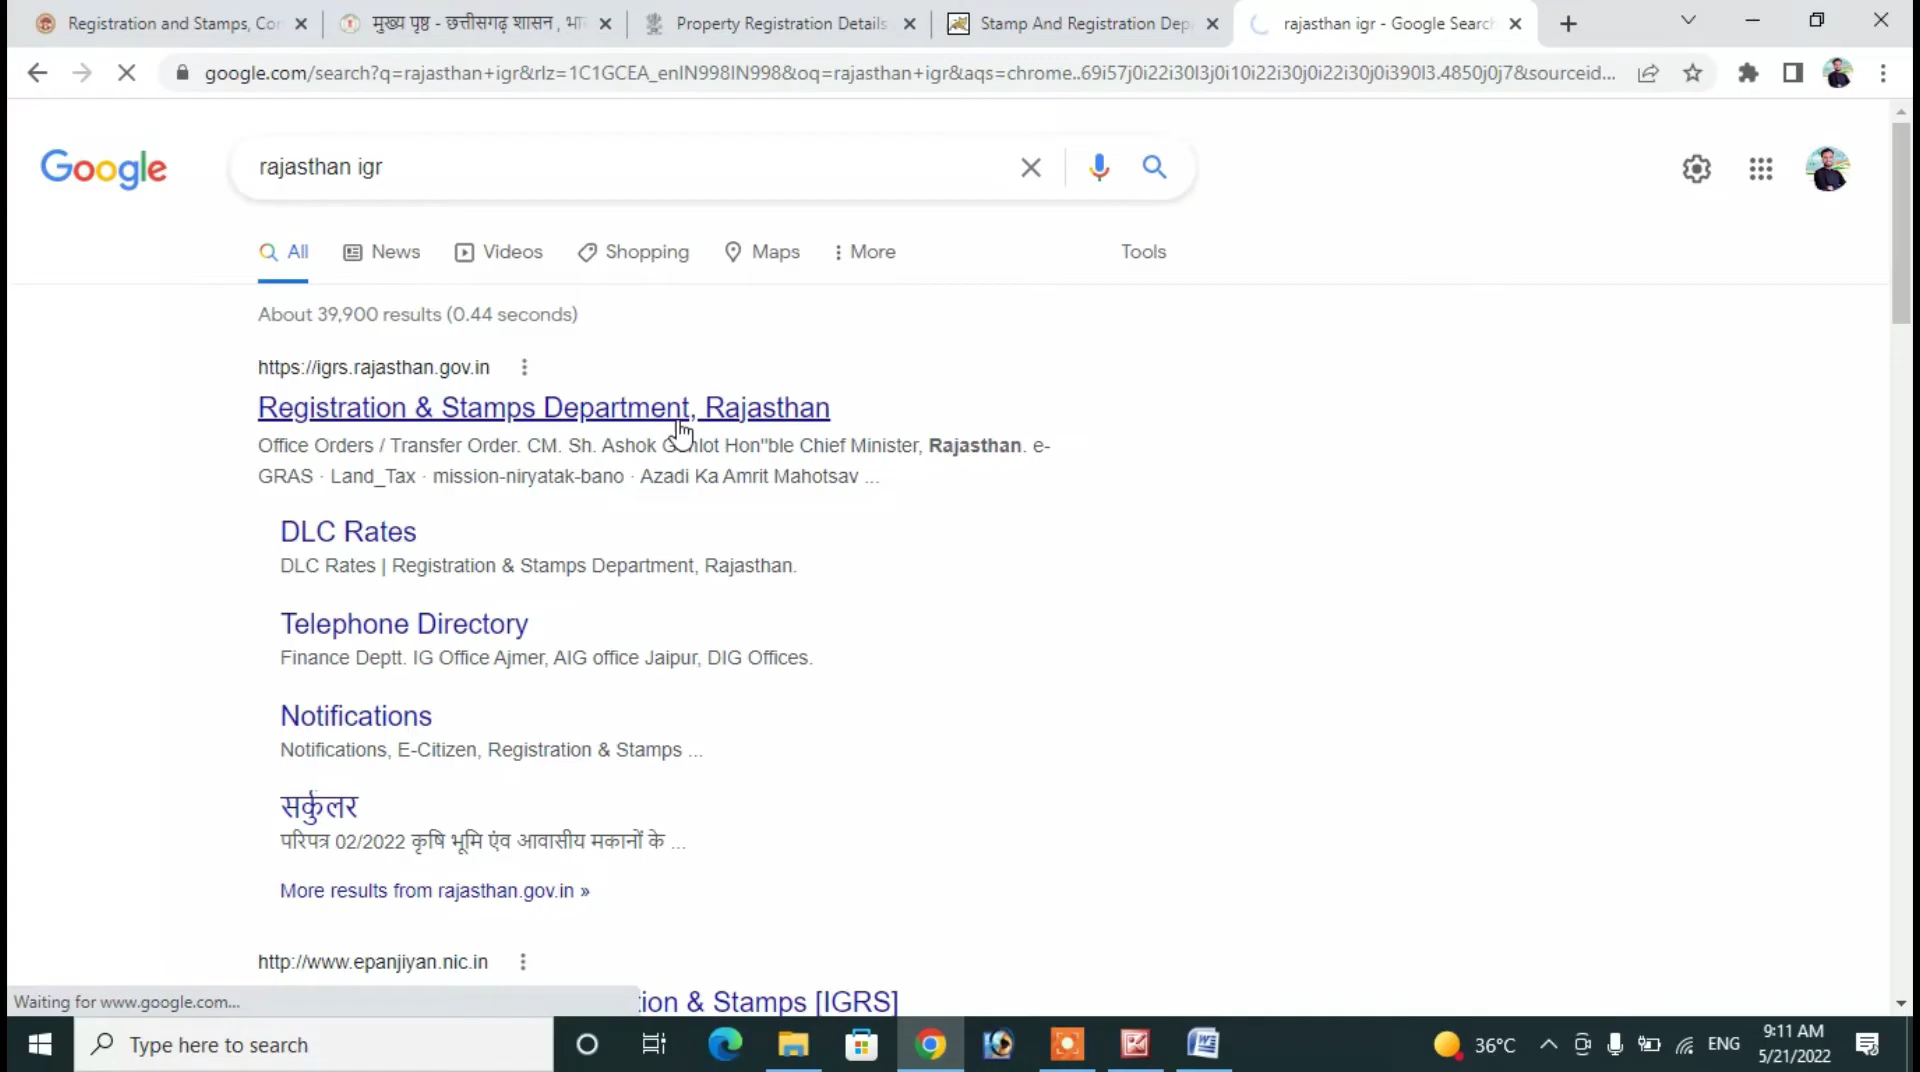 Registration and Stamps, Cor
मुख्य पृष्ठ - छत्तीसगढ़ शासन , भा
Property Registration Details
Stamp And Registration Dep
rajasthan igr - Google Search
google.com/search?q=rajasthan+igr&rlz=1C1GCEA_enIN998IN998&oq=rajasthan+igr&aqs=chrome..69i57j0i22i30l3j0i10i22i30j0i22i30j0i390l3.4850j0j7&sourceid...
Google
rajasthan igr
All
News
Videos
Shopping
Maps
More
Tools
About 39,900 results (0.44 seconds)
https://igrs.rajasthan.gov.in
Registration & Stamps Department, Rajasthan
Office Orders / Transfer Order. CM. Sh. Ashok Hon"ble Chief Minister, Rajasthan. e-
GRAS · Land_Tax · mission-niryatak-bano · Azadi Ka Amrit Mahotsav ...
DLC Rates
DLC Rates | Registration & Stamps Department, Rajasthan.
Telephone Directory
Finance Deptt. IG Office Ajmer, AIG office Jaipur, DIG Offices.
Notifications
Notifications, E-Citizen, Registration & Stamps ...
सर्कुलर
परिपत्र 02/2022 कृषि भूमि एंव आवासीय मकानों के ...
More results from rajasthan.gov.in »
http://www.epanjiyan.nic.in
tion & Stamps [IGRS]
Waiting for www.google.com...
Type here to search
36°C
ENG
9:11 AM
5/21/2022